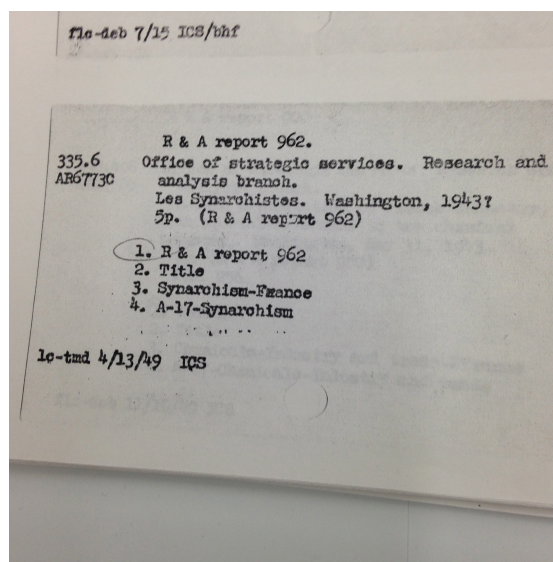 flc-deb 7/15 ICS/bhf
R & A report 962.
335.6 Office of strategic services. Research and
AR6773C analysis branch.
Les Synarchistes. Washington, 1943?
5p. (R & A report 962)
1. R & A report 962
2. Title
3. Synarchism-France
4. A-17-Synarchism
lc-tmd 4/13/49 ICS